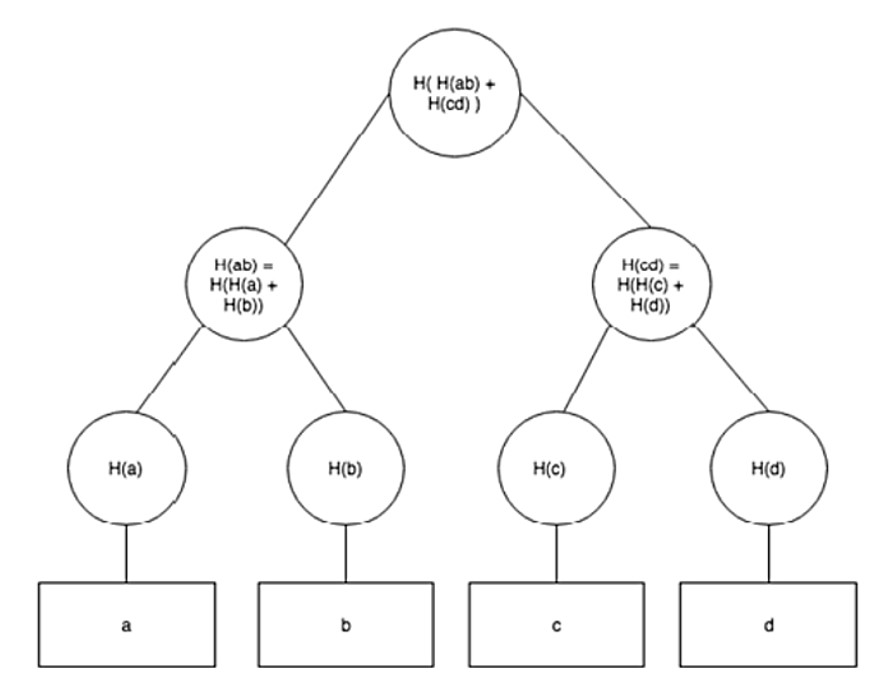 H( H(ab) +
H(cd) )
H(ab) =
H(H(a) +
H(b))
H(cd) =
H(H(c) +
H(d))
H(a)
H(b)
H(c)
H(d)
a
b
c
d